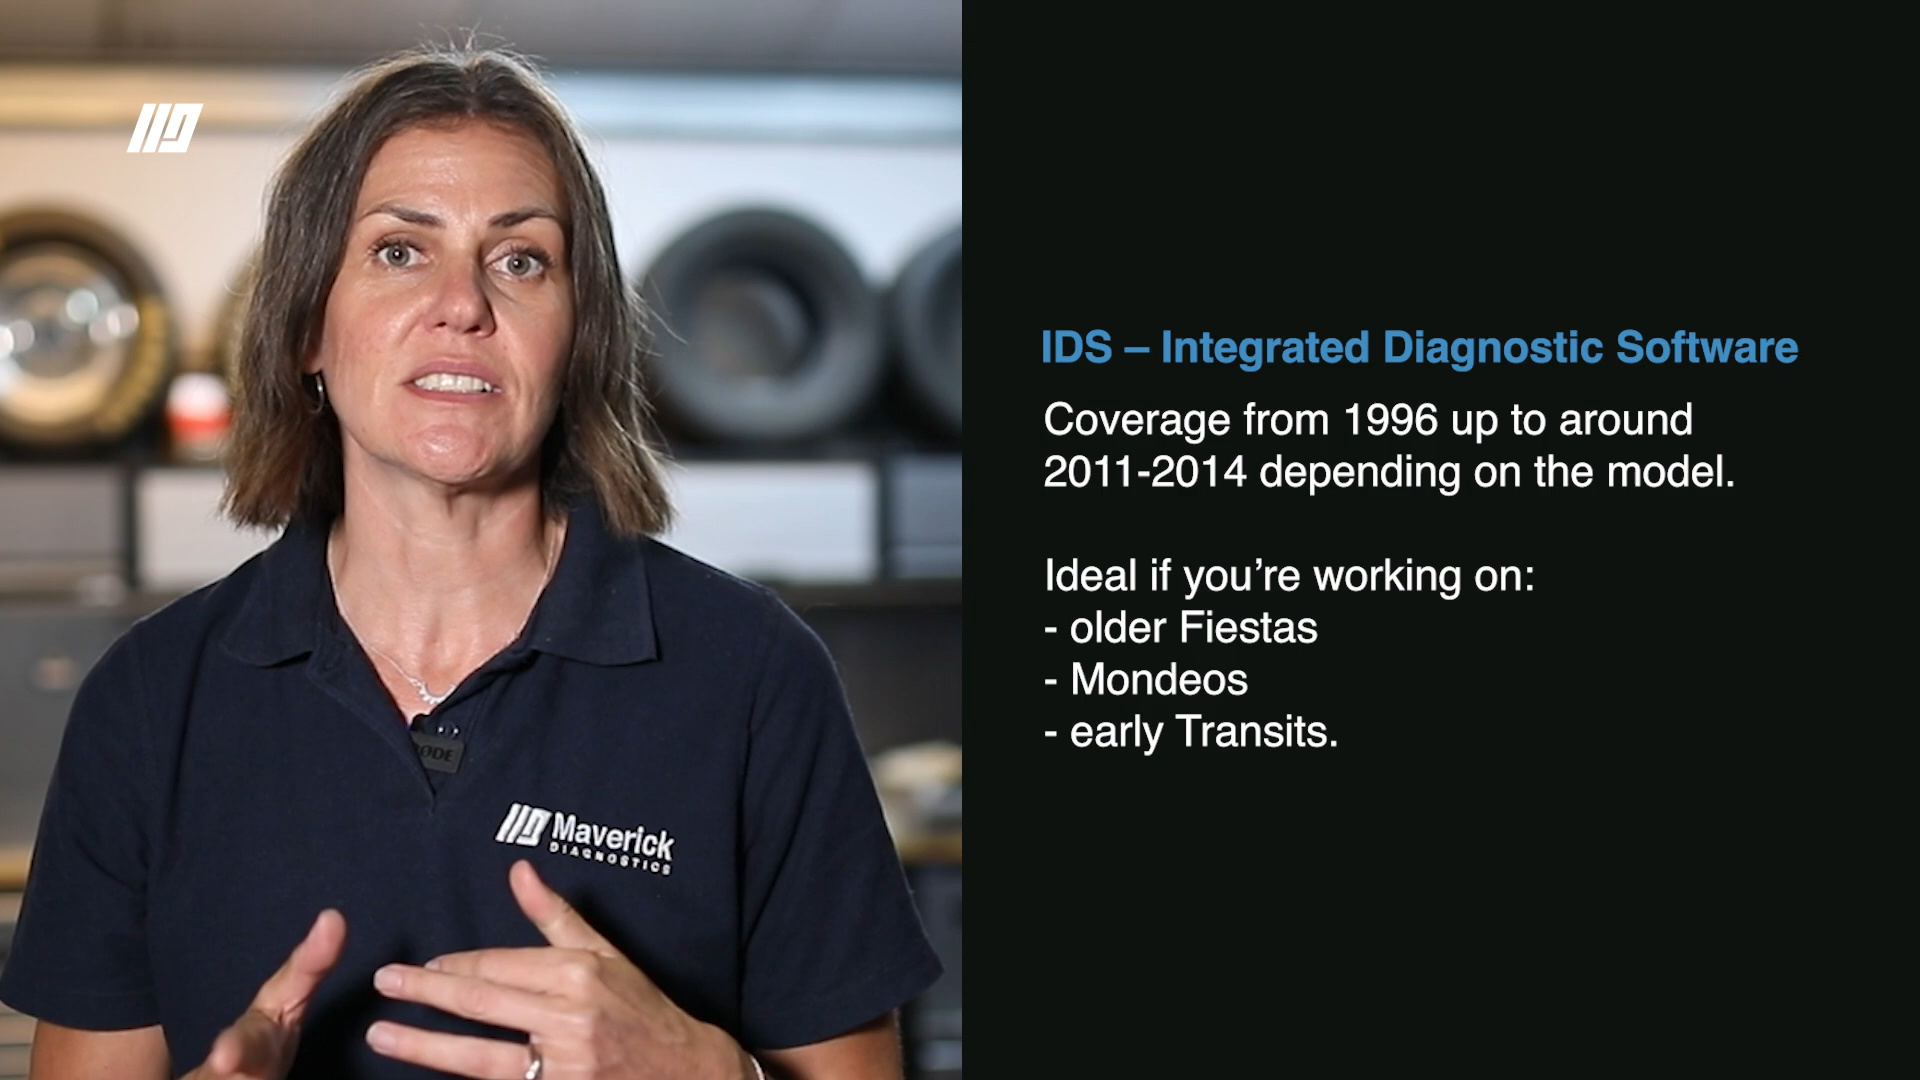 IDS – Integrated Diagnostic Software
Coverage from 1996 up to around
2011-2014 depending on the model.
Ideal if you’re working on:
- older Fiestas
- Mondeos
- early Transits.
RØDE
Maverick
DIAGNOSTICS